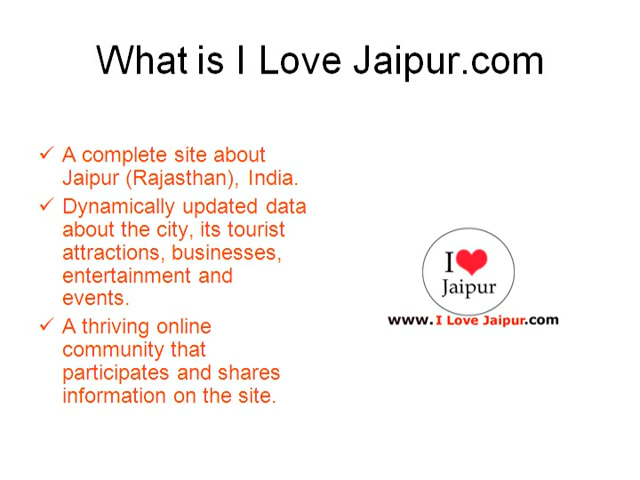 What is I Love Jaipur.com
A complete site about
Jaipur (Rajasthan), India.
Dynamically updated data
about the city, its tourist
attractions, businesses,
entertainment and
events.
A thriving online
community that
participates and shares
information on the site.
I
Jaipur
www.I Love Jaipur.com